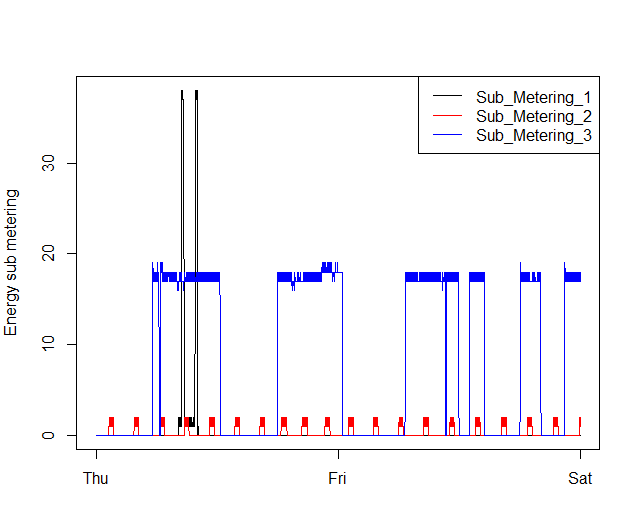 Sub_Metering_1
Sub_Metering_2
Sub_Metering_3
Energy sub metering
30
20
10
0
Thu
Fri
Sat